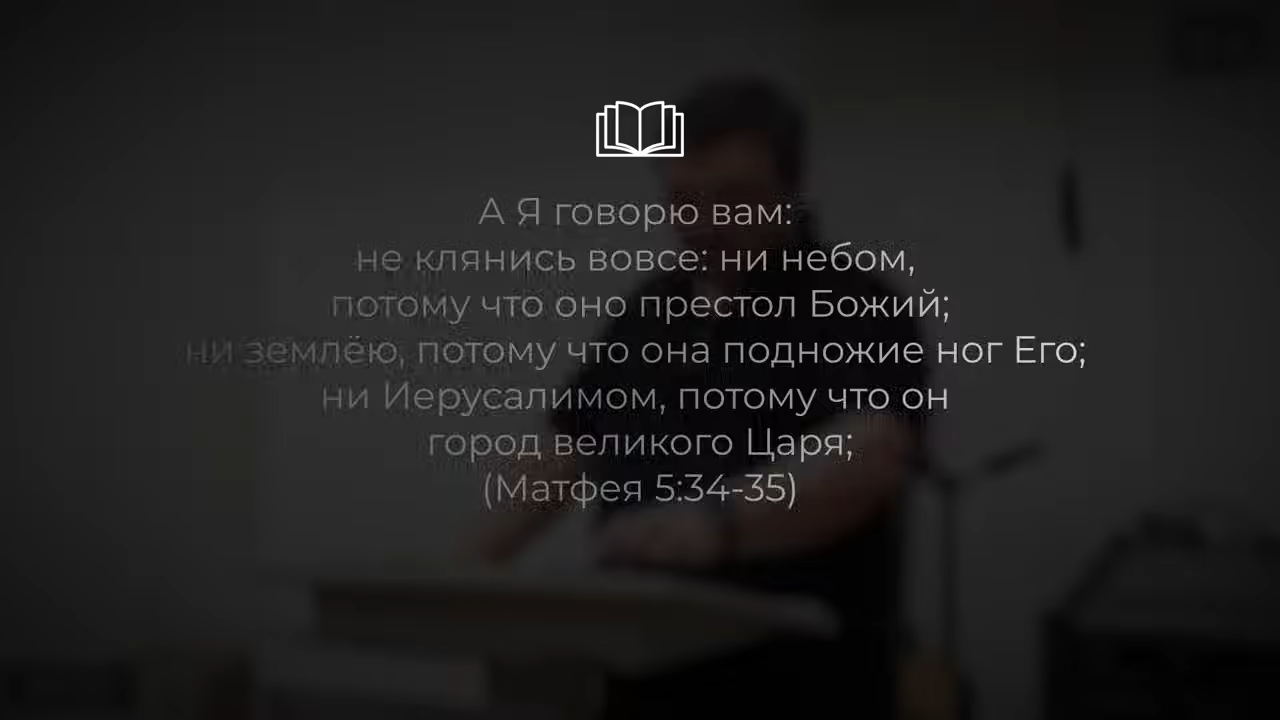 А Я говорю вам:
не клянись вовсе: ни небом,
потому что оно престол Божий;
ни землёю, потому что она подножие ног Его;
ни Иерусалимом, потому что он
город великого Царя;
(Матфея 5:34-35)